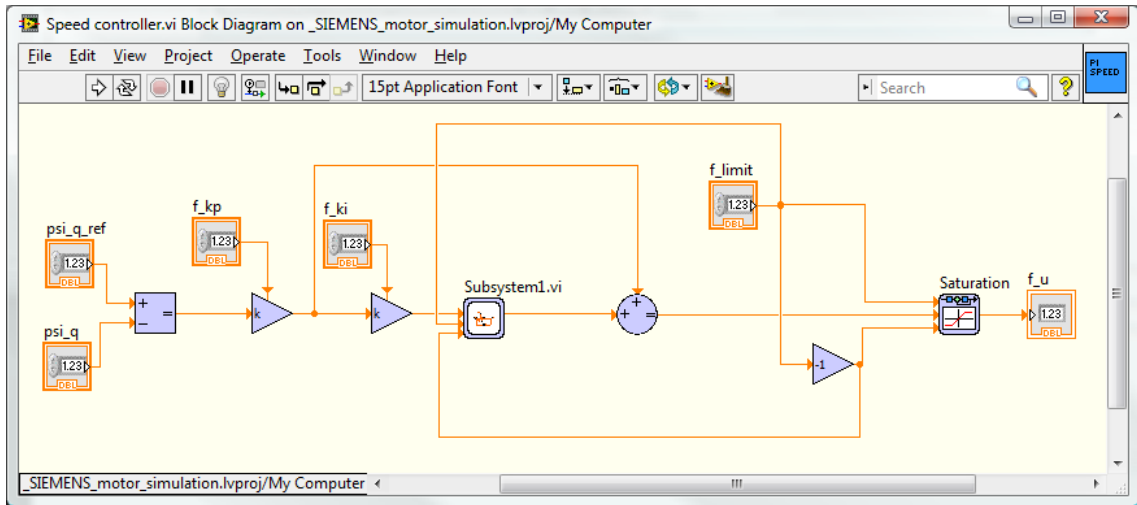 Speed controller.vi Block Diagram on _SIEMENS_motor_simulation.lvproj/My Computer
File Edit View Project Operate Tools Window Help
PI
SPEED
15pt Application Font
Search
f_limit
1.23
DBL
f_kp
1.23
DBL
f_ki
1.23
DBL
psi_q_ref
1.23
DBL
Subsystem1.vi
Saturation
f_u
1.23
DBL
+
−
=
k
k
+
+
=
psi_q
1.23
DBL
-1
_SIEMENS_motor_simulation.lvproj/My Computer